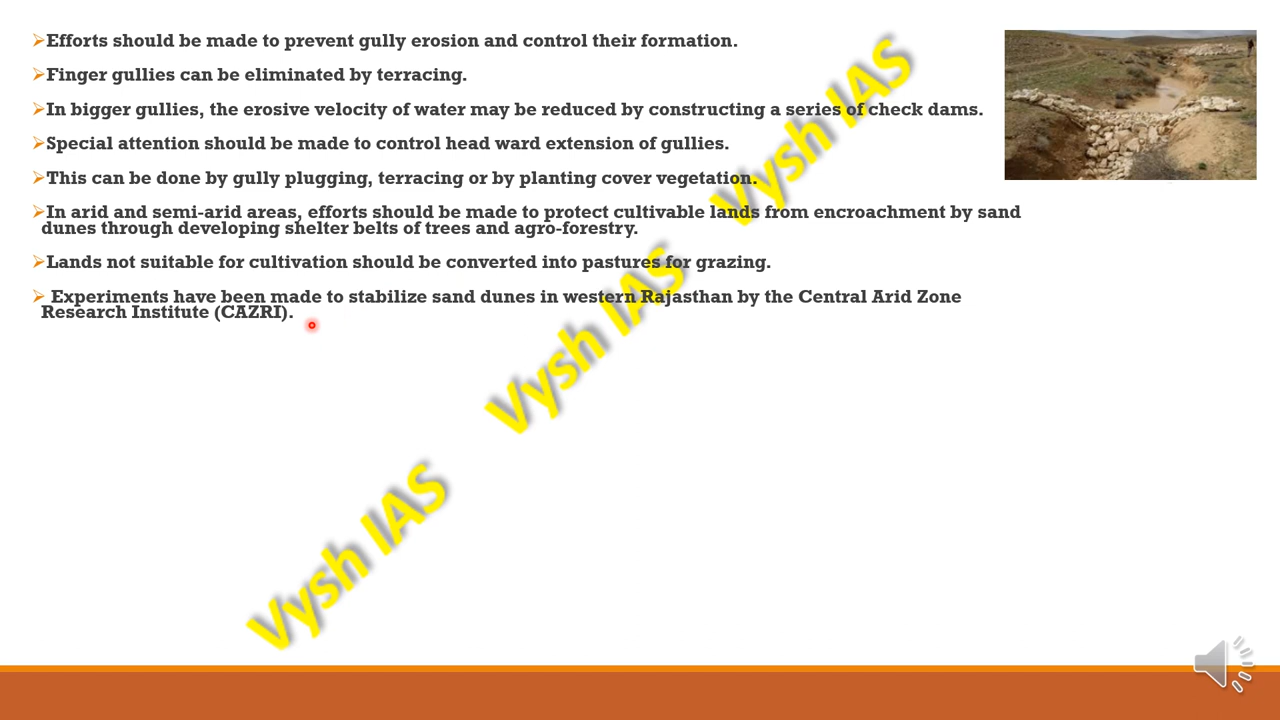 ➢Efforts should be made to prevent gully erosion and control their formation.
➢Finger gullies can be eliminated by terracing.
➢In bigger gullies, the erosive velocity of water may be reduced by constructing a series of check dams.
➢Special attention should be made to control head ward extension of gullies.
➢This can be done by gully plugging, terracing or by planting cover vegetation.
➢In arid and semi-arid areas, efforts should be made to protect cultivable lands from encroachment by sand
dunes through developing shelter belts of trees and agro-forestry.
➢Lands not suitable for cultivation should be converted into pastures for grazing.
➢ Experiments have been made to stabilize sand dunes in western Rajasthan by the Central Arid Zone
Research Institute (CAZRI).
Vysh IAS
Vysh IAS
Vysh IAS